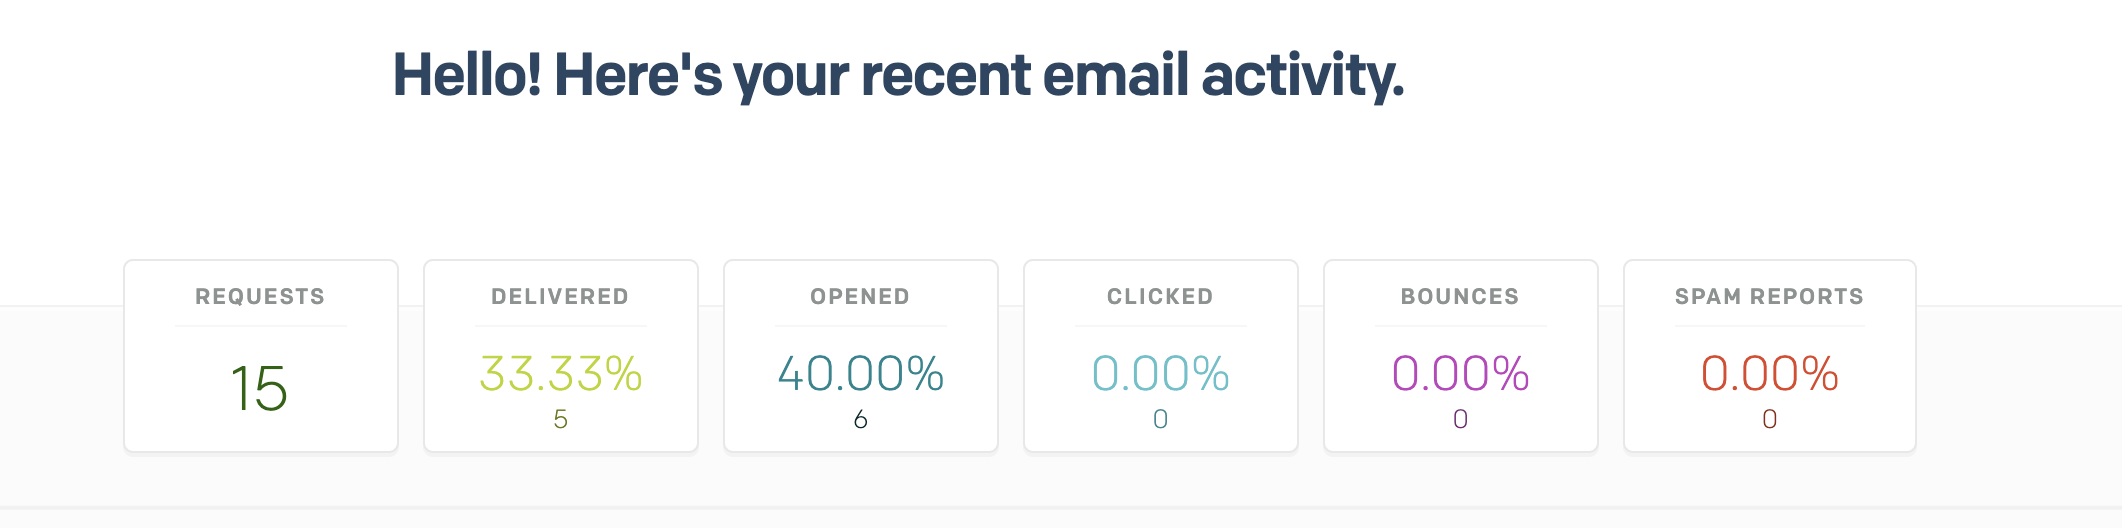 Hello! Here's your recent email activity.
REQUESTS
15
DELIVERED
33.33%
5
OPENED
40.00%
6
CLICKED
0.00%
0
BOUNCES
0.00%
0
SPAM REPORTS
0.00%
0